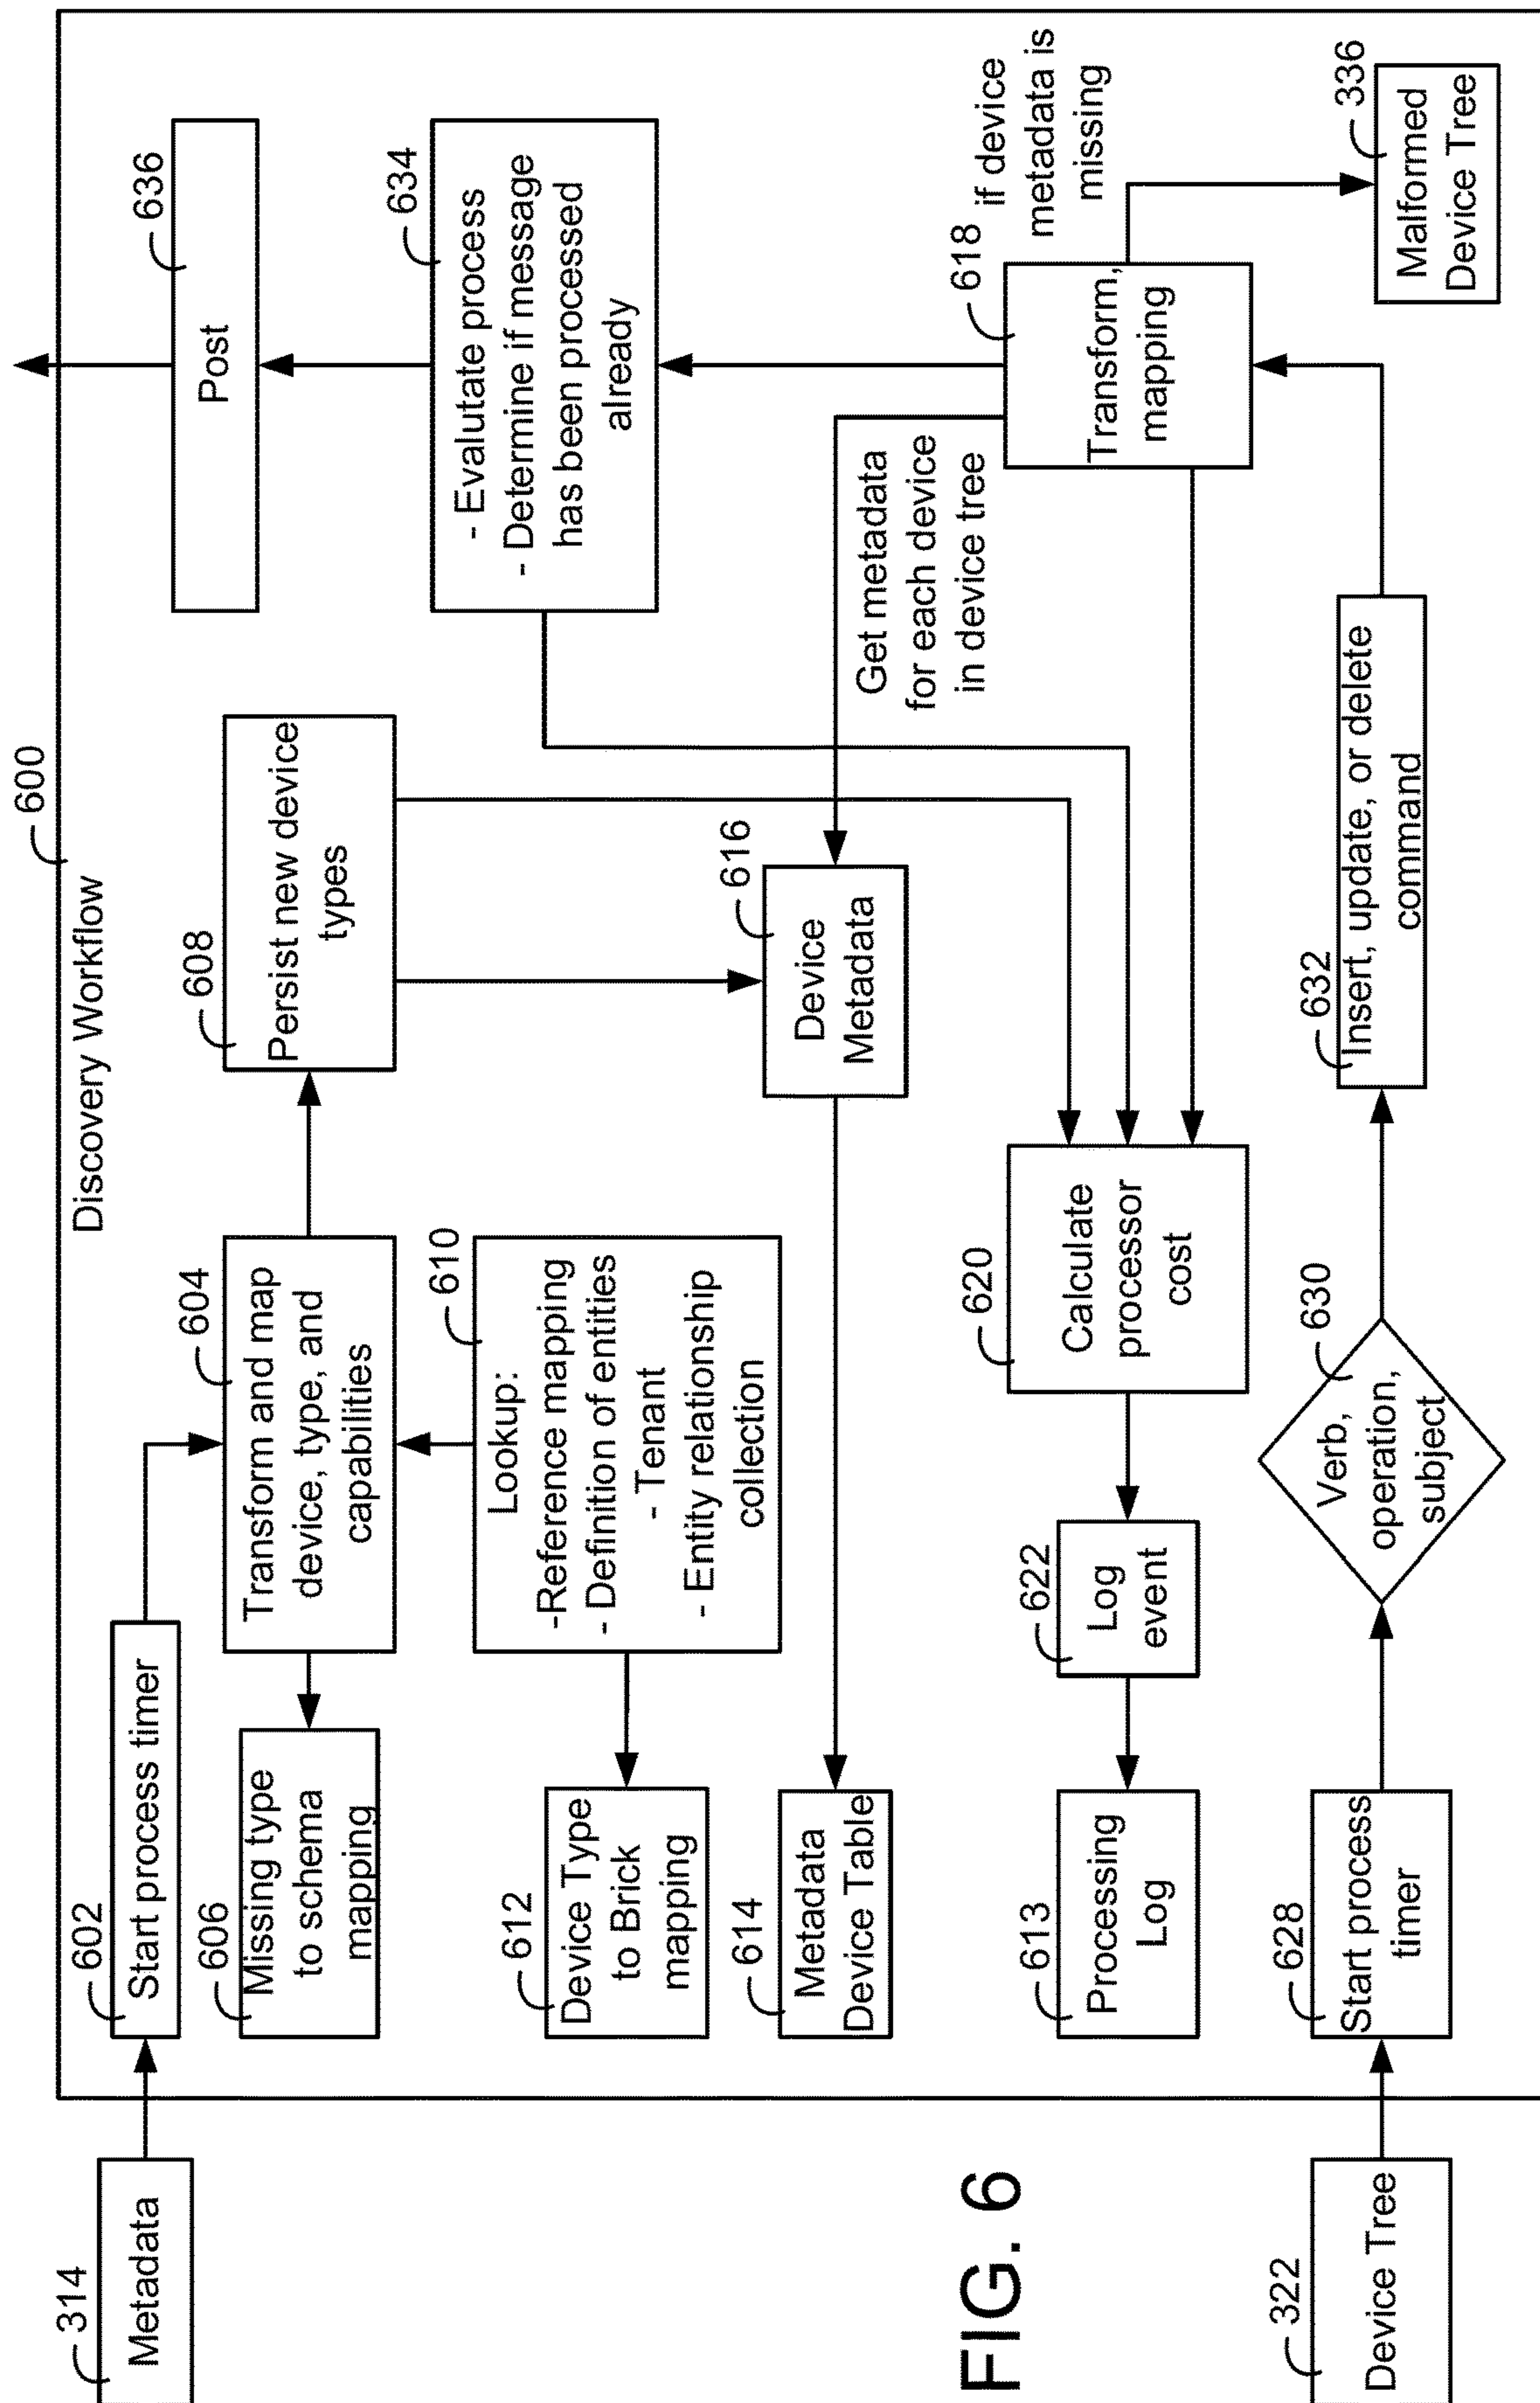 600
Discovery Workflow
314
Metadata
602
Start process timer
604
Transform and map
device, type, and
capabilities
606
Missing type
to schema
mapping
608
Persist new device
types
636
Post
610
Lookup:
-Reference mapping
- Definition of entities
- Tenant
- Entity relationship
collection
612
Device Type
to Brick
mapping
634
- Evalutate process
- Determine if message
has been processed
already
614
Metadata
Device Table
616
Device
Metadata
Get metadata
for each device
in device tree
613
Processing
Log
622
Log
event
620
Calculate
processor
cost
618
Transform,
mapping
if device
metadata is
missing
322
Device Tree
628
Start process
timer
630
Verb,
operation,
subject
632
Insert, update, or delete
command
336
Malformed
Device Tree
FIG. 6